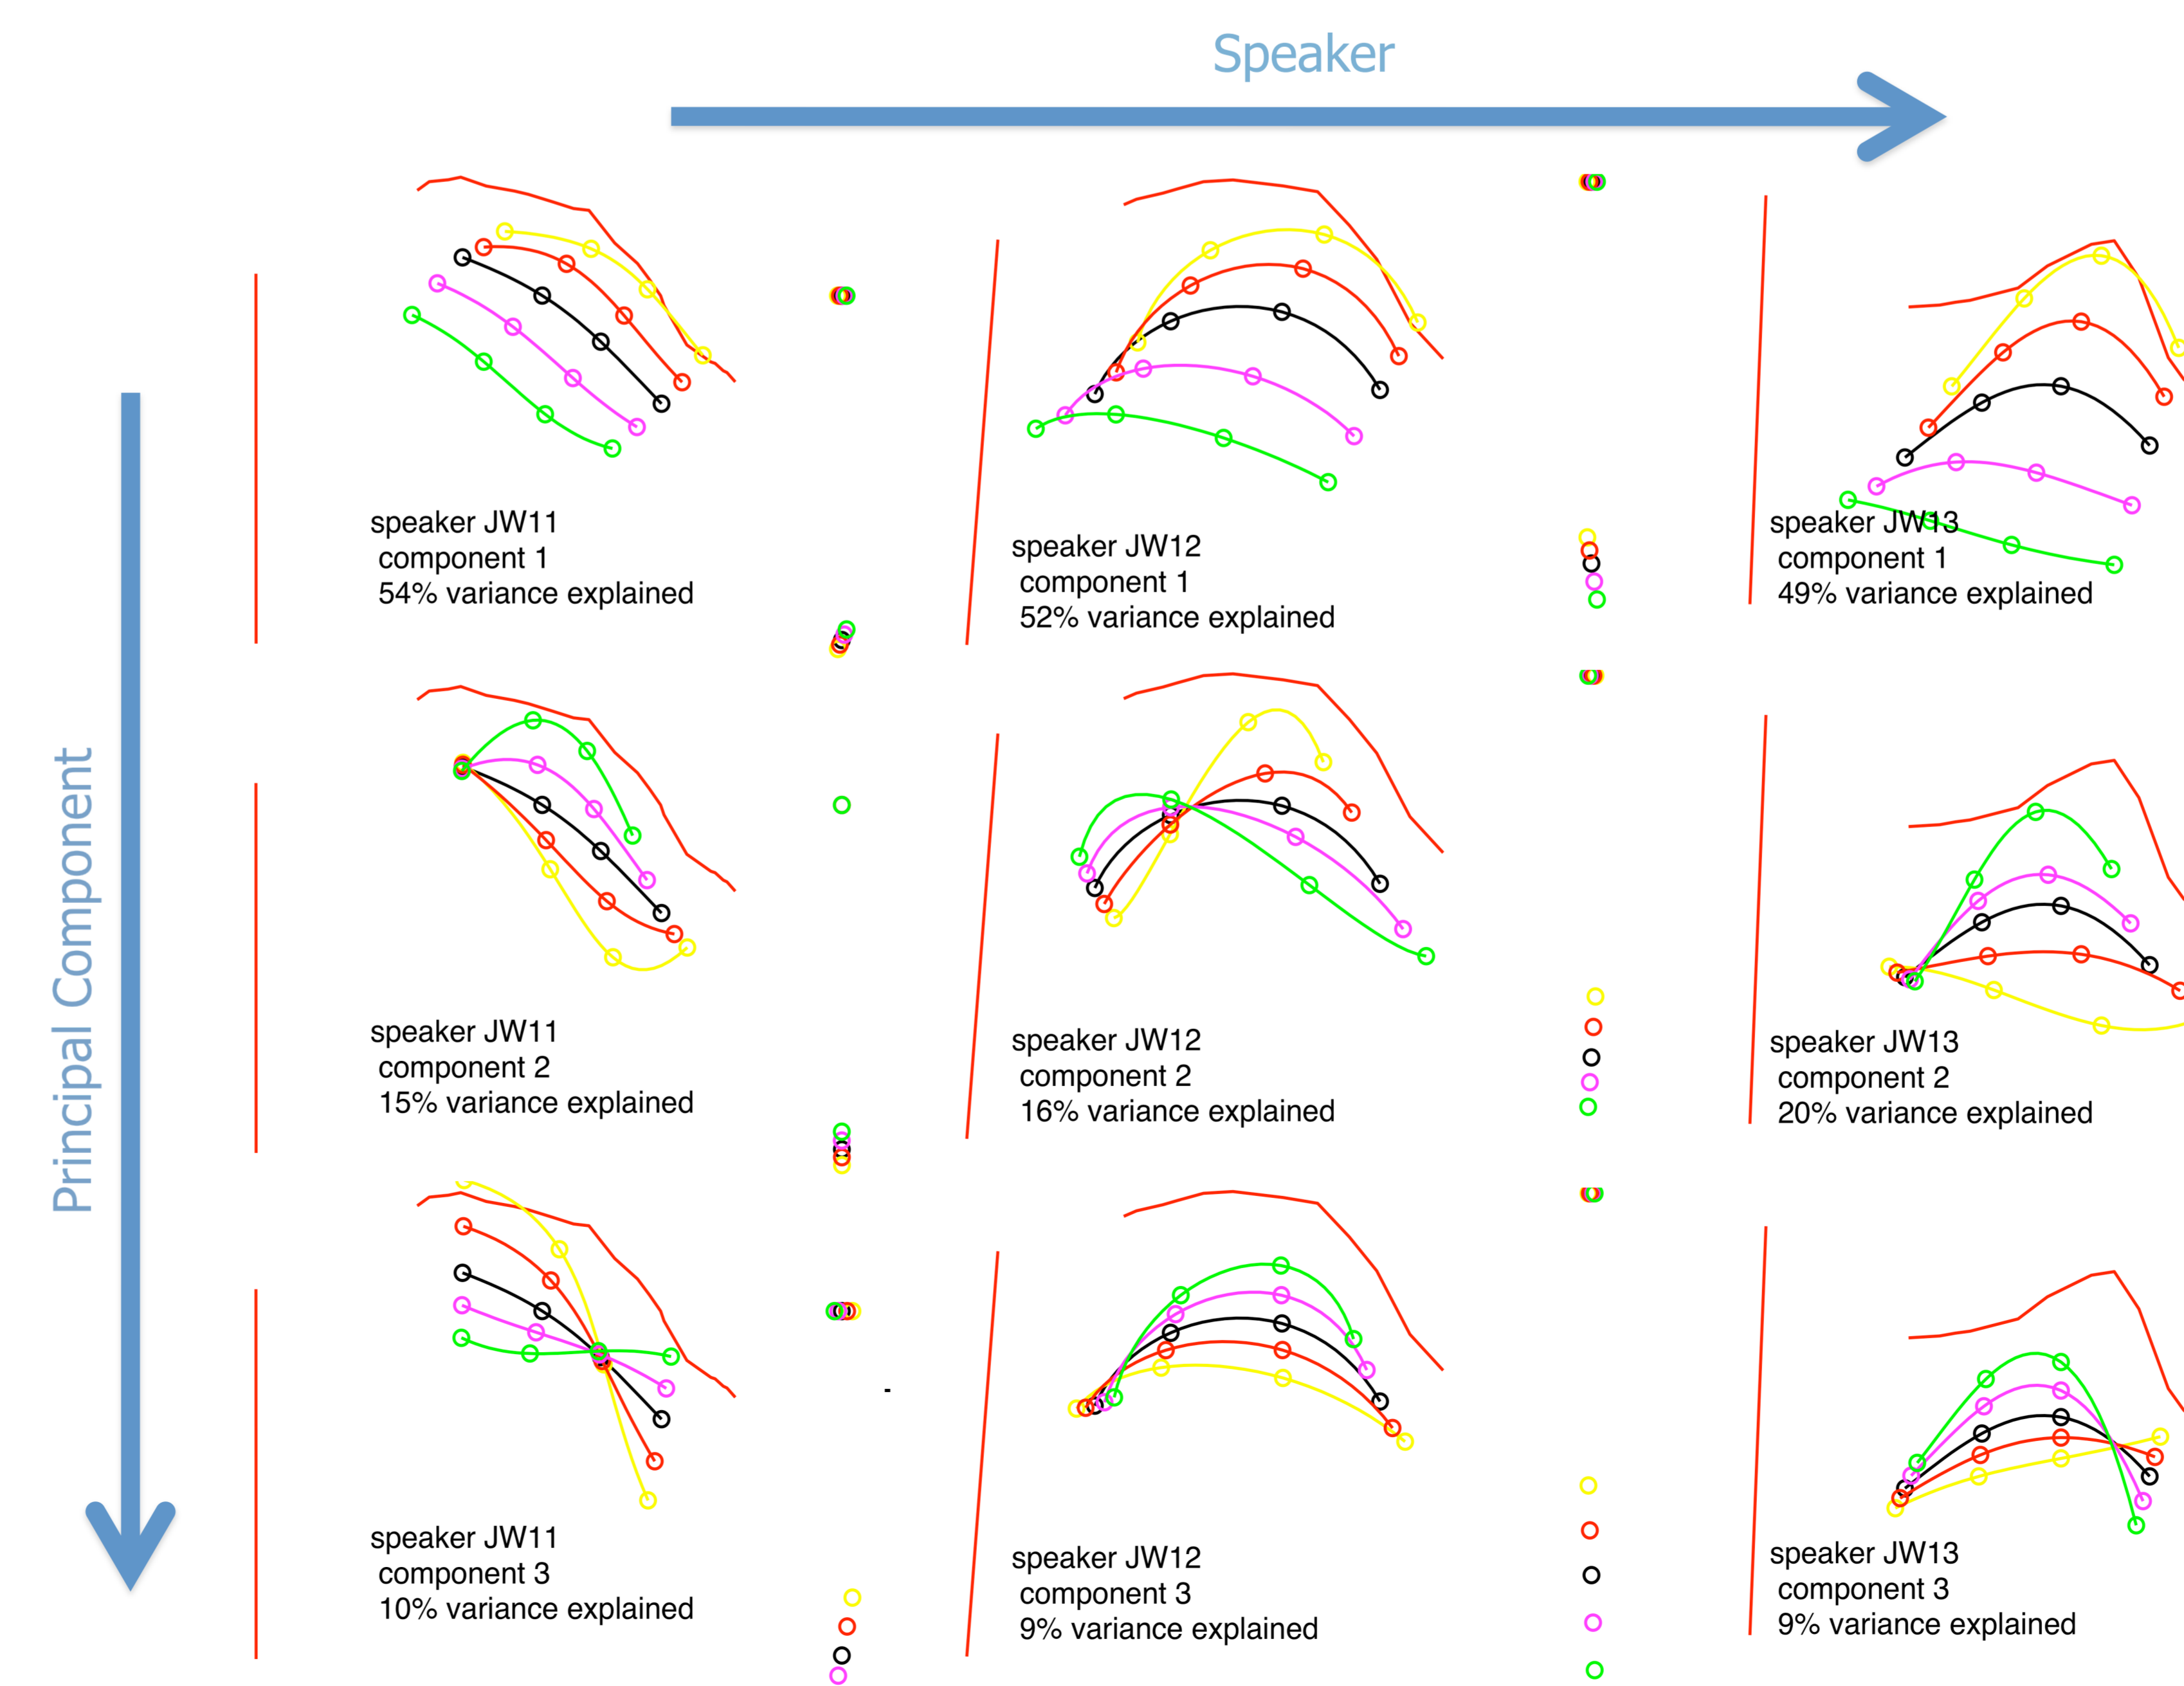 Speaker
Principal Component
speaker JW11
component 1
54% variance explained
speaker JW12
component 1
52% variance explained
speaker JW13
component 1
49% variance explained
speaker JW11
component 2
15% variance explained
speaker JW12
component 2
16% variance explained
speaker JW13
component 2
20% variance explained
speaker JW11
component 3
10% variance explained
speaker JW12
component 3
9% variance explained
speaker JW13
component 3
9% variance explained